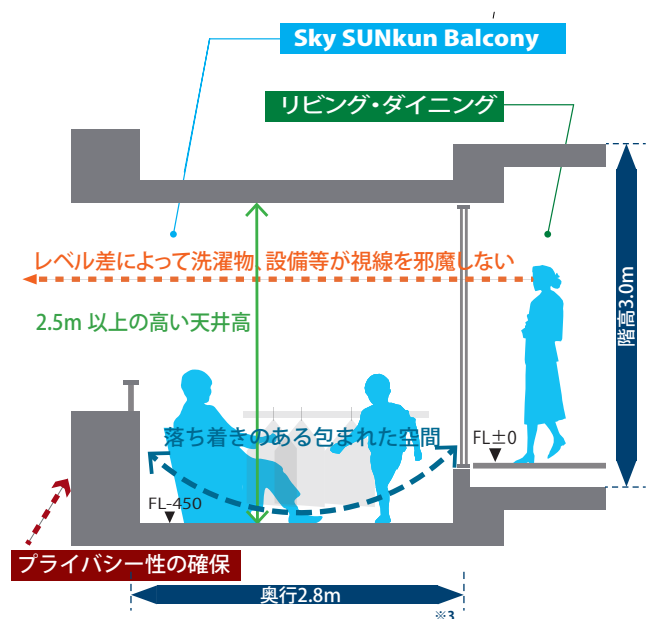 Sky SUNkun Balcony
リビング・ダイニング
レベル差によって洗濯物、設備等が視線を邪魔しない
2.5m 以上の高い天井高
階高3.0m
落ち着きのある包まれた空間
FL±0
FL-450
プライバシー性の確保
奥行2.8m
※3